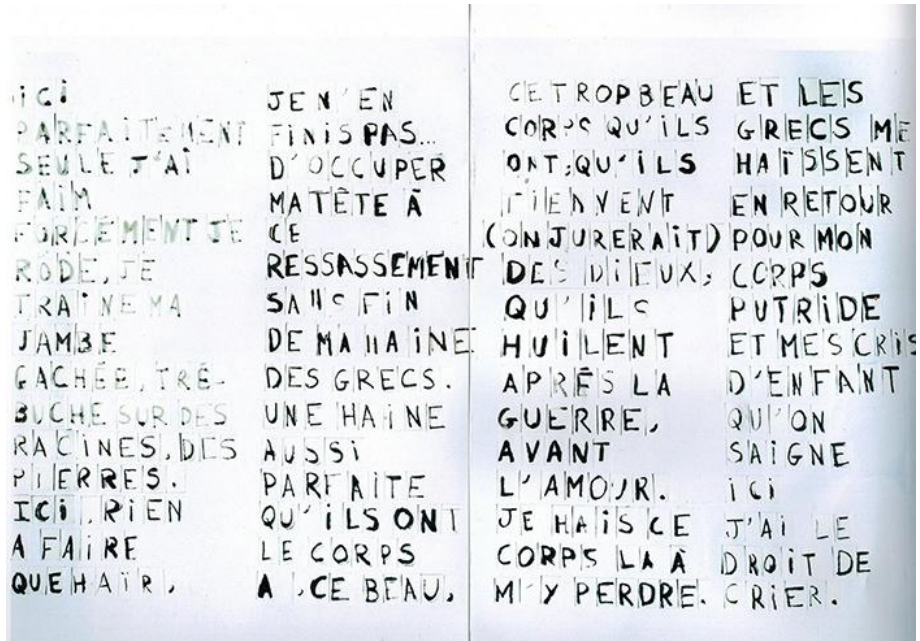 ici
PARFAITEMENT
SEULE J'Ai
FAiM
FORCEMENT JE
RODE, JE
TRAiNE MA
JAMBE
GACHÉE, TRÉ-
BUCHE SUR DES
RACiNES, DES
PIERRES.
ICi, RiEN
A FAiRE
QUE HAÏR.
JE N'EN
FiNiS PAS...
D'OCCUPER
MA TÊTE À
CE
RESSASSEMENT
SANS FiN
DE MA HAiNE
DES GRECS.
UNE HAiNE
AUSSi
PARFAiTE
QU'iLS ONT
LE CORPS
A .CE BEAU.
CE TROP BEAU
CORPS QU'iLS
ONT, QU'iLS
TiENNENT
(ONJURERAiT)
DES DiEUX,
QU'iLS
HUiLENT
APRÈS LA
GUERRE,
AVANT
L'AMOUR.
JE HAiS CE
CORPS LA À
M'Y PERDRE.
ET LES
GRECS ME
HAÏSSENT
EN RETOUR
POUR MON
CORPS
PUTRiDE
ET MES CRiS
D'ENFANT
QU'ON
SAiGNE
iCi
J'Ai LE
DROiT DE
CRiER.